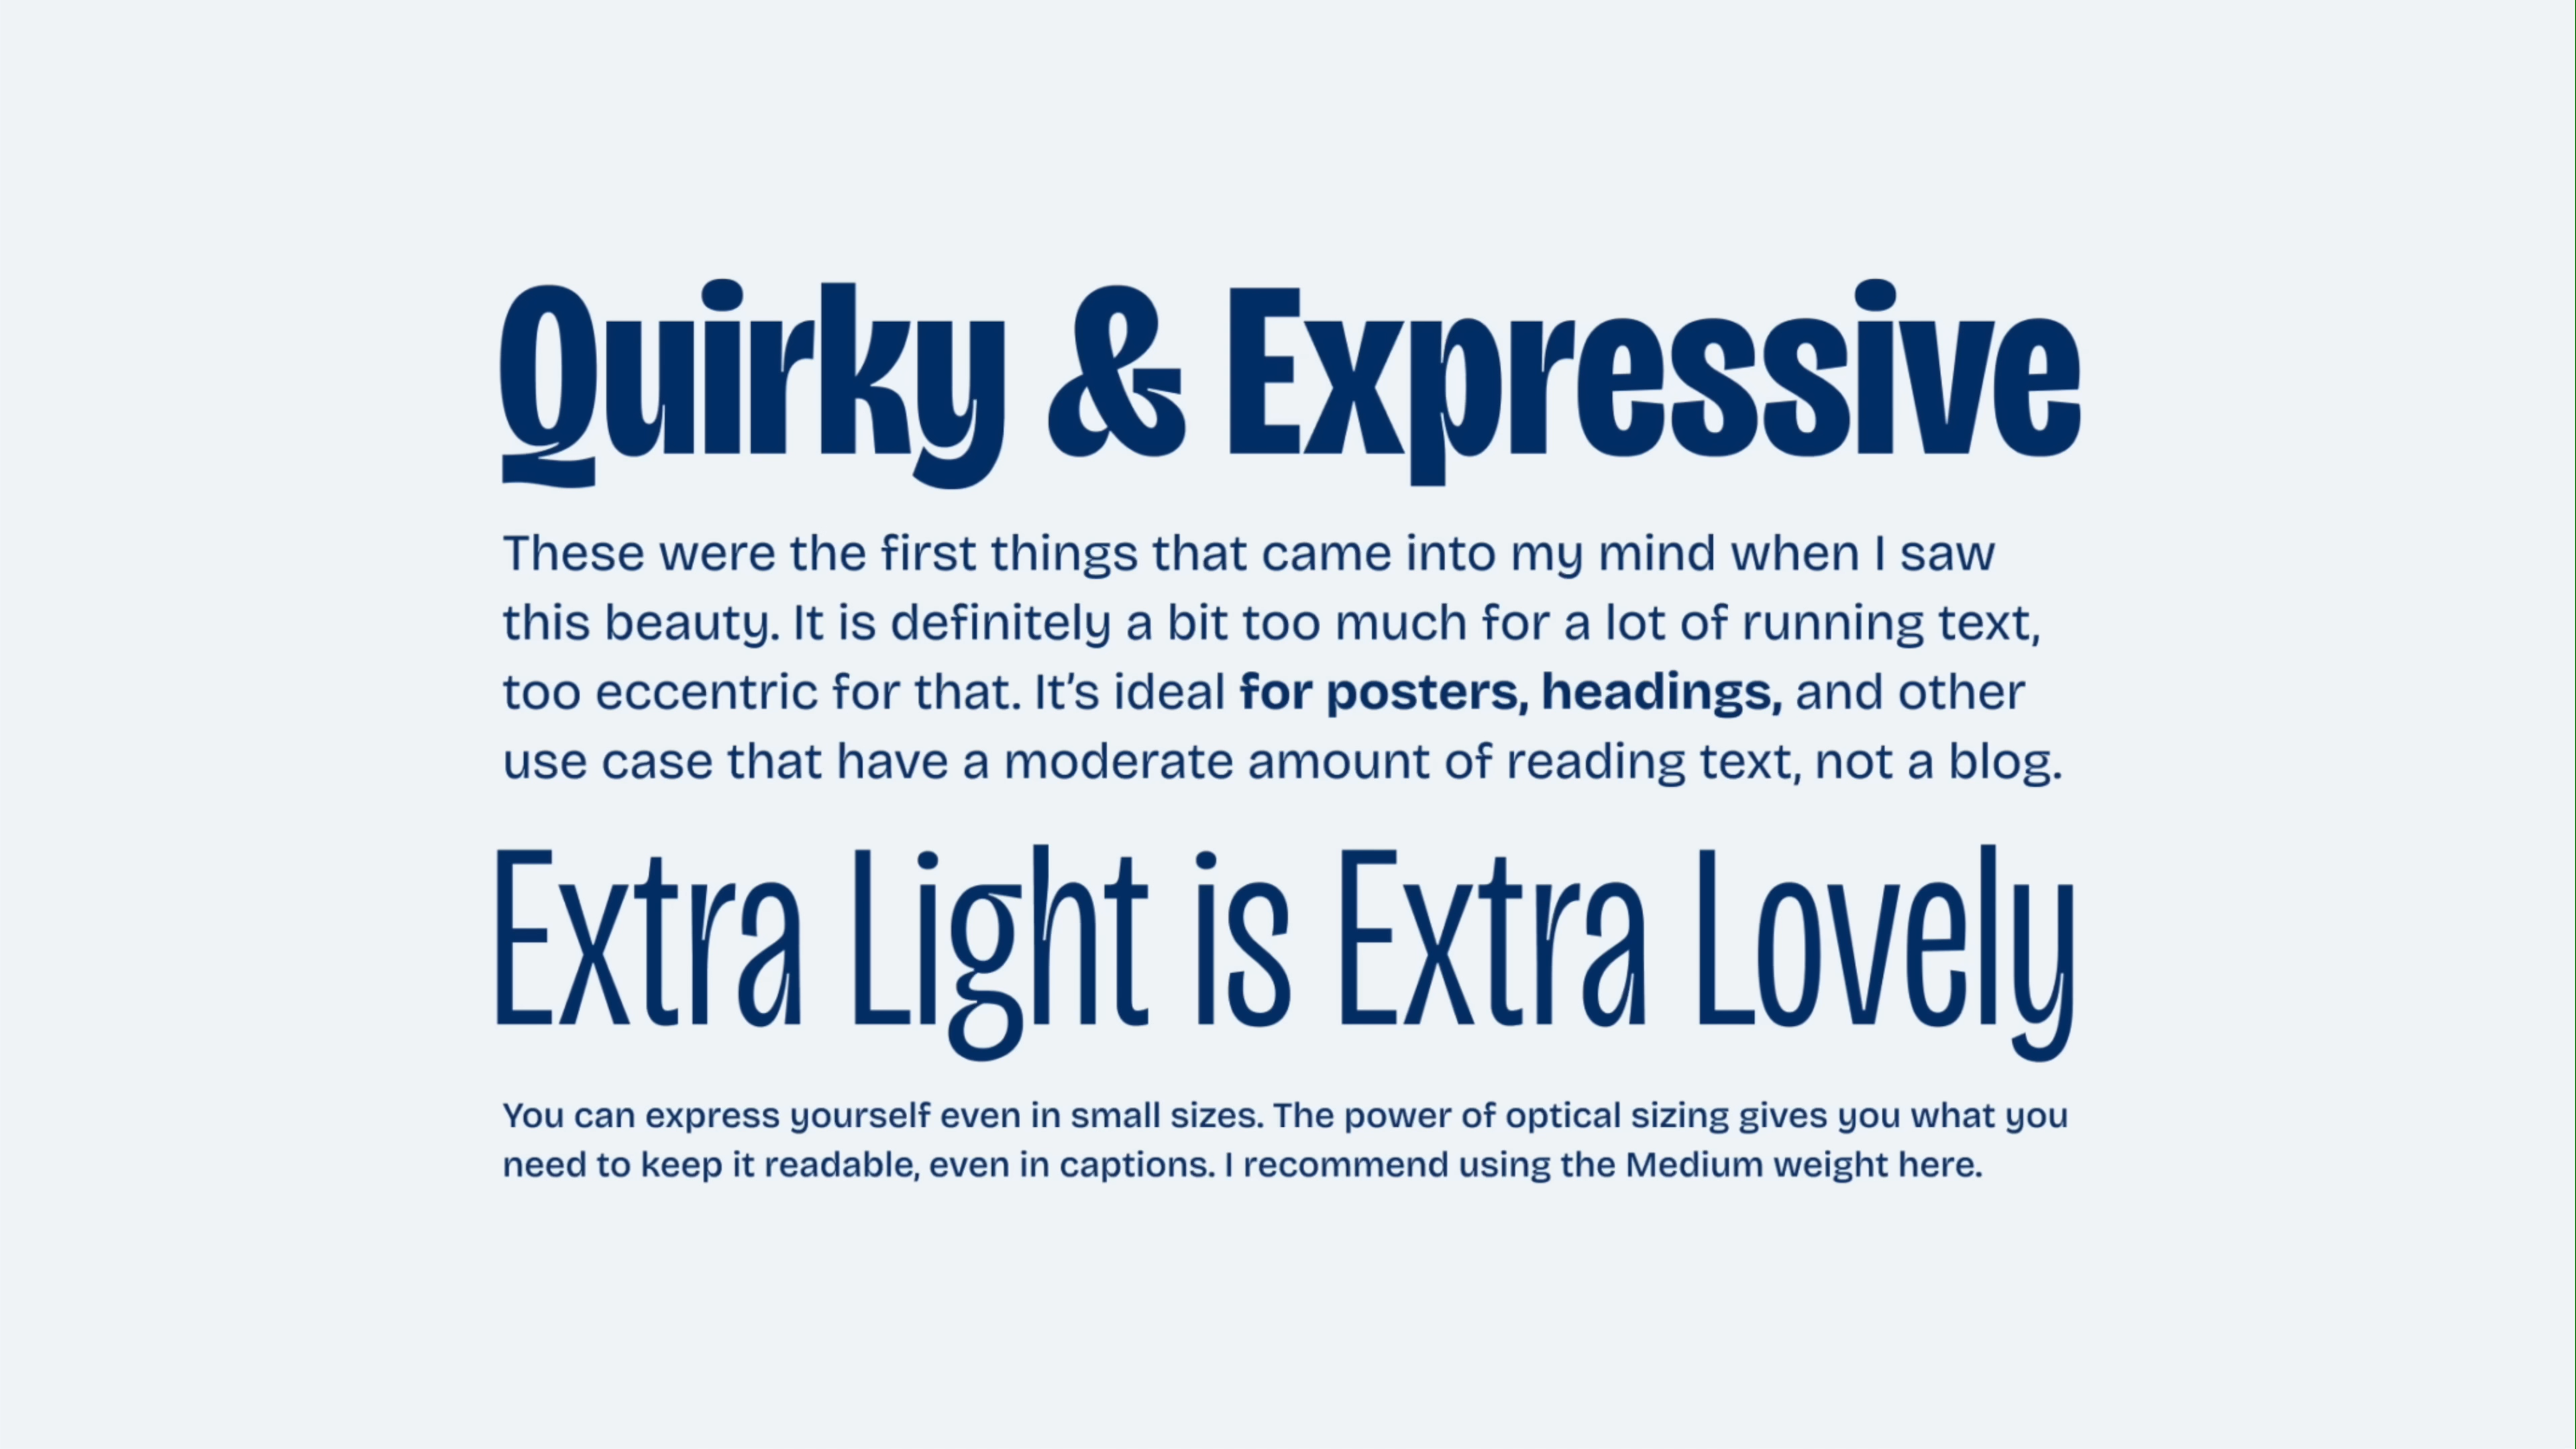 Quirky & Expressive
These were the first things that came into my mind when I saw
this beauty. It is definitely a bit too much for a lot of running text,
too eccentric for that. It’s ideal for posters, headings, and other
use case that have a moderate amount of reading text, not a blog.
Extra Light is Extra Lovely
You can express yourself even in small sizes. The power of optical sizing gives you what you
need to keep it readable, even in captions. I recommend using the Medium weight here.